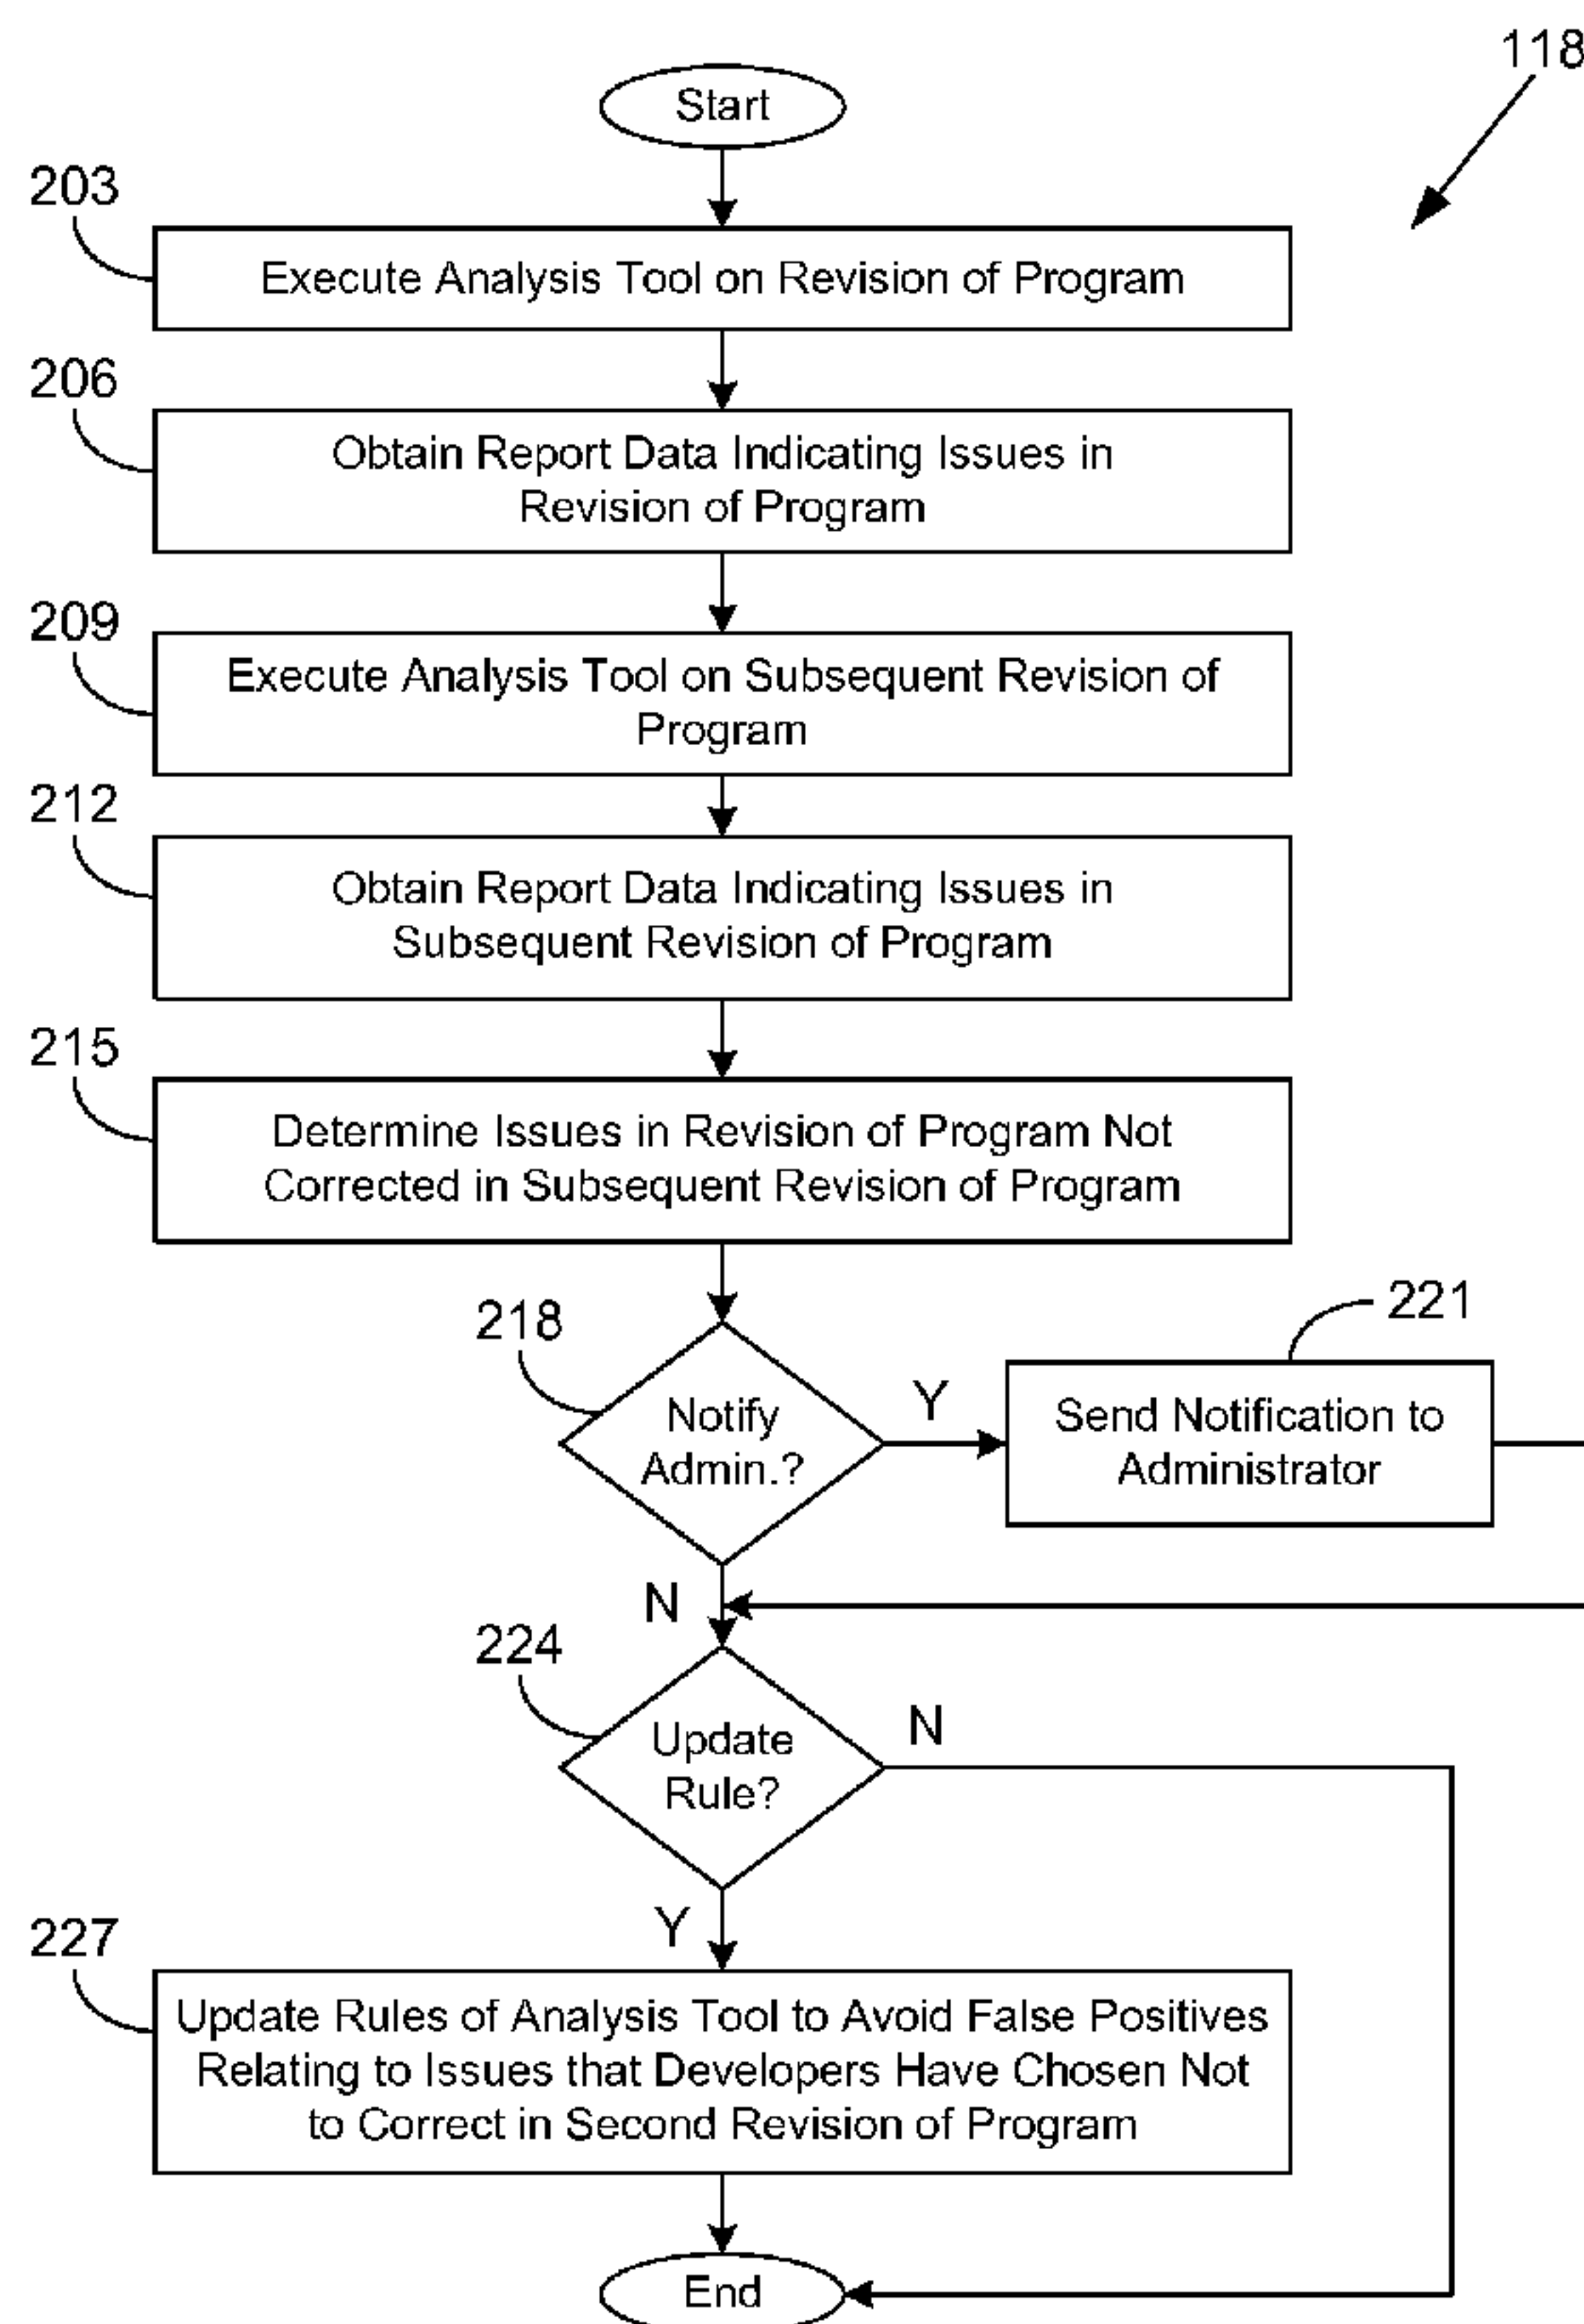 118
Start
203
Execute Analysis Tool on Revision of Program
206
Obtain Report Data Indicating Issues in
Revision of Program
209
Execute Analysis Tool on Subsequent Revision of
Program
212
Obtain Report Data Indicating Issues in
Subsequent Revision of Program
215
Determine Issues in Revision of Program Not
Corrected in Subsequent Revision of Program
218
Notify
Admin.?
Y
221
Send Notification to
Administrator
N
224
Update
Rule?
N
Y
227
Update Rules of Analysis Tool to Avoid False Positives
Relating to Issues that Developers Have Chosen Not
to Correct in Second Revision of Program
End